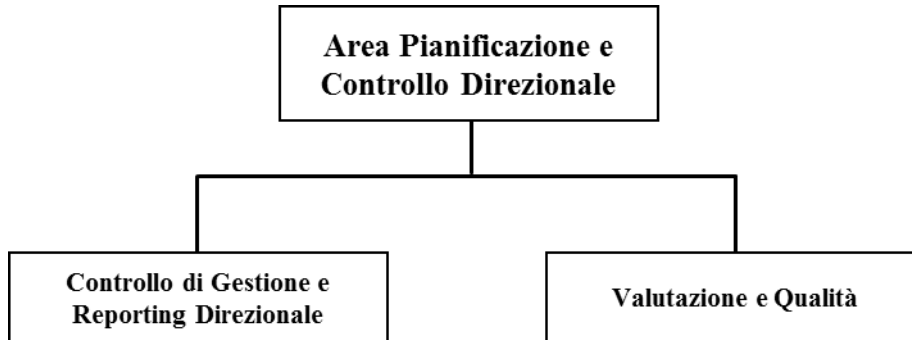 Area Pianificazione e
Controllo Direzionale
Controllo di Gestione e
Reporting Direzionale
Valutazione e Qualità